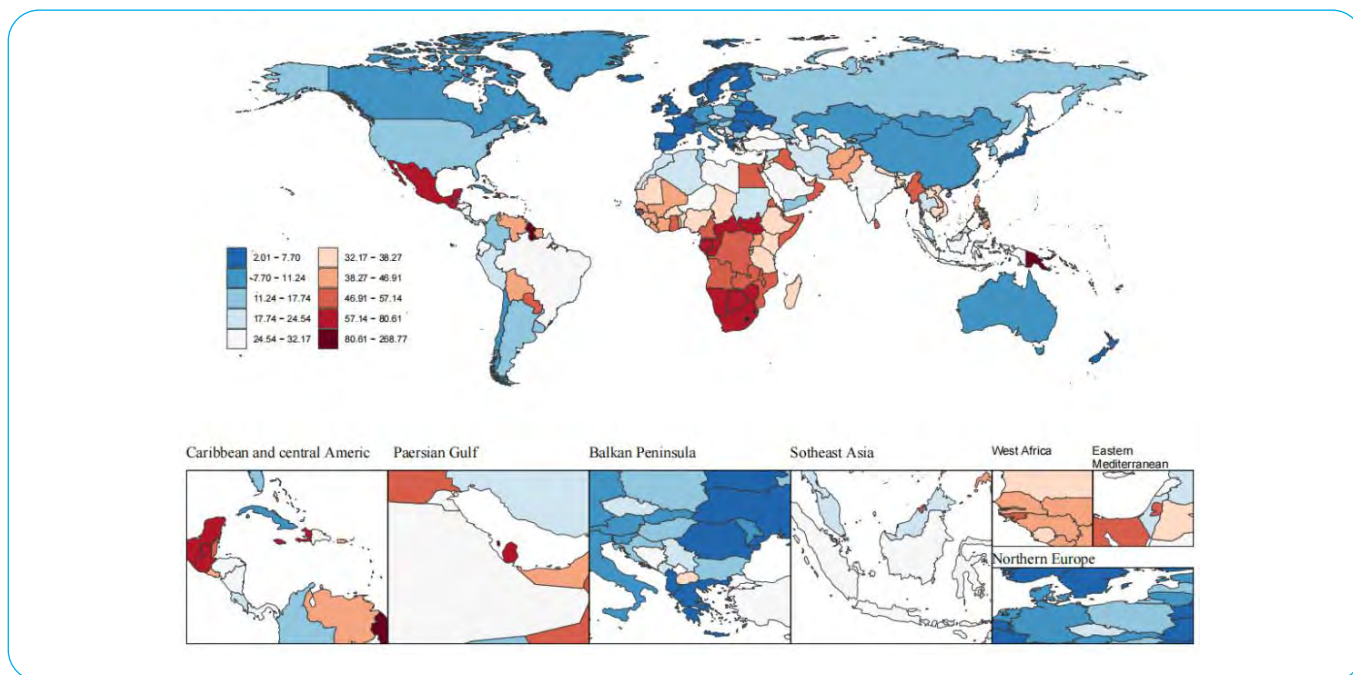 2.01 – 7.70
7.70 – 11.24
11.24 – 17.74
17.74 – 24.54
24.54 – 32.17
32.17 – 38.27
38.27 – 46.91
46.91 – 57.14
57.14 – 80.61
80.61 – 268.77
Caribbean and central Americ
Paersian Gulf
Balkan Peninsula
Sotheast Asia
West Africa
Eastern
Mediterranean
Northern Europe